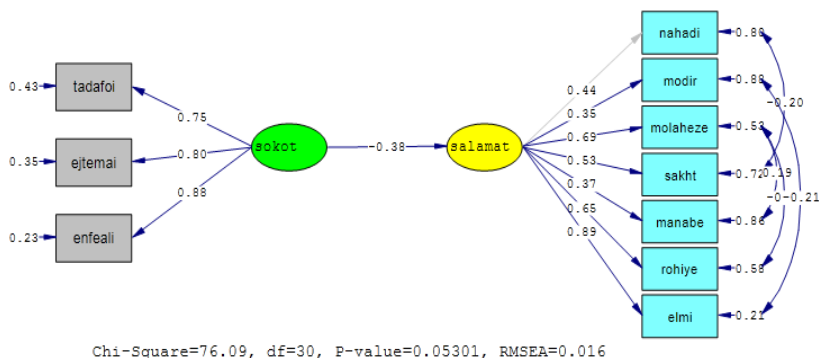 nahadi 0.80
0.43 tadafoi 0.44 modir 0.88
0.75 0.35 -0.20
0.69 molaheze 0.53
0.35 ejtemai 0.80 sokot -0.38 salamat 0.53 sakht 0.72 0.19
0.88 0.37 -0.21
0.65 manabe 0.86
0.23 enfeali 0.89 rohiye 0.58
elmi 0.21
Chi-Square=76.09, df=30, P-value=0.05301, RMSEA=0.016